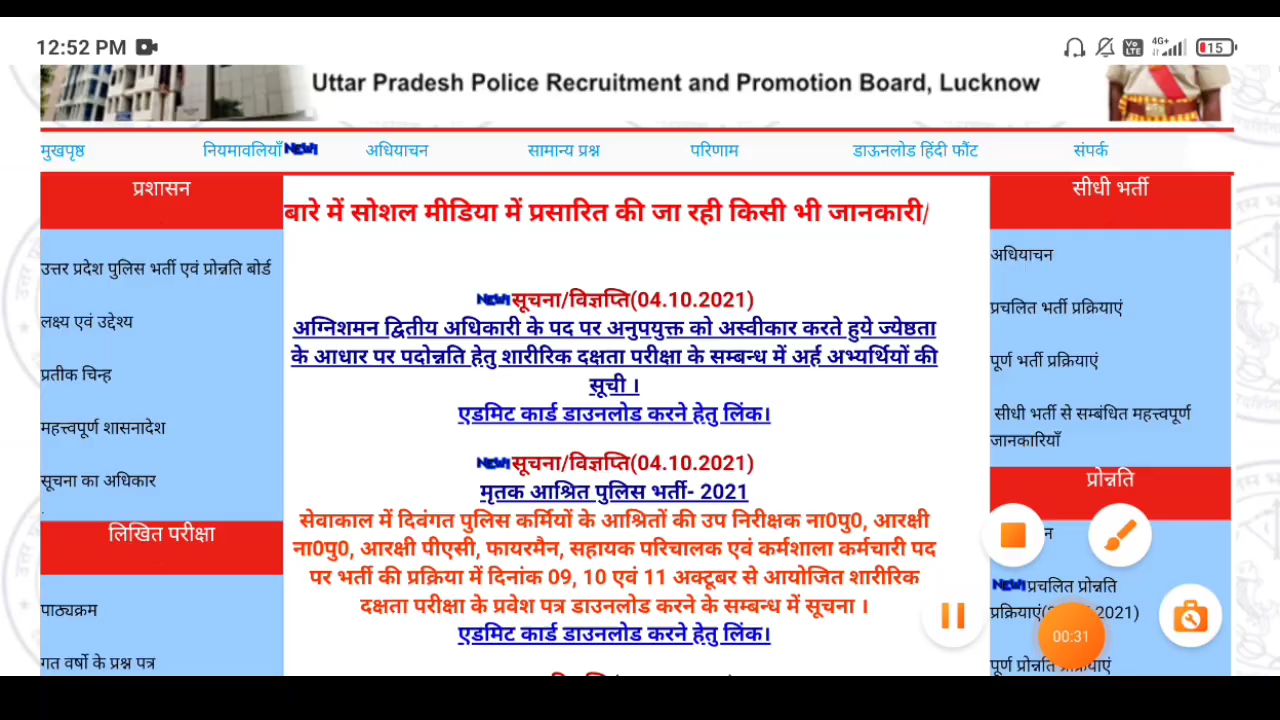 12:52 PM
4G+
Vo LTE
15
Uttar Pradesh Police Recruitment and Promotion Board, Lucknow
मुखपृष्ठ
नियमावलियाँ NEW!
अधियाचन
सामान्य प्रश्न
परिणाम
डाऊनलोड हिंदी फौंट
संपर्क
प्रशासन
उत्तर प्रदेश पुलिस भर्ती एवं प्रोन्नति बोर्ड
लक्ष्य एवं उद्देश्य
प्रतीक चिन्ह
महत्त्वपूर्ण शासनादेश
सूचना का अधिकार
लिखित परीक्षा
पाठ्यक्रम
गत वर्षो के प्रश्न पत्र
बारे में सोशल मीडिया में प्रसारित की जा रही किसी भी जानकारी/
NEW! सूचना/विज्ञप्ति(04.10.2021)
अग्निशमन द्वितीय अधिकारी के पद पर अनुपयुक्त को अस्वीकार करते हुये ज्येष्ठता
के आधार पर पदोन्नति हेतु शारीरिक दक्षता परीक्षा के सम्बन्ध में अर्ह अभ्यर्थियों की
सूची ।
एडमिट कार्ड डाउनलोड करने हेतु लिंक।
NEW! सूचना/विज्ञप्ति(04.10.2021)
मृतक आश्रित पुलिस भर्ती- 2021
सेवाकाल में दिवंगत पुलिस कर्मियों के आश्रितों की उप निरीक्षक ना0पु0, आरक्षी
ना0पु0, आरक्षी पीएसी, फायरमैन, सहायक परिचालक एवं कर्मशाला कर्मचारी पद
पर भर्ती की प्रक्रिया में दिनांक 09, 10 एवं 11 अक्टूबर से आयोजित शारीरिक
दक्षता परीक्षा के प्रवेश पत्र डाउनलोड करने के सम्बन्ध में सूचना ।
एडमिट कार्ड डाउनलोड करने हेतु लिंक।
सीधी भर्ती
अधियाचन
प्रचलित भर्ती प्रक्रियाएं
पूर्ण भर्ती प्रक्रियाएं
सीधी भर्ती से सम्बंधित महत्त्वपूर्ण
जानकारियाँ
प्रोन्नति
NEW! प्रचलित प्रोन्नति
प्रक्रियाएं( 2021)
पूर्ण प्रोन्नति प्रक्रियाएं
00:31